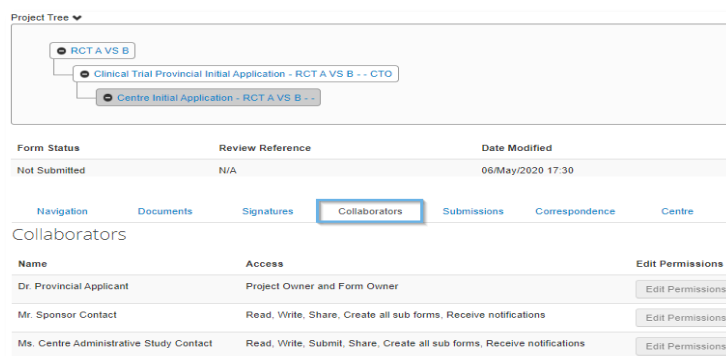 Project Tree
RCT A VS B
Clinical Trial Provincial Initial Application - RCT A VS B - - CTO
Centre Initial Application - RCT A VS B - -
Form Status Review Reference Date Modified
Not Submitted N/A 06/May/2020 17:30
Navigation Documents Signatures Collaborators Submissions Correspondence Centre
Collaborators
Name Access Edit Permissions
Dr. Provincial Applicant Project Owner and Form Owner Edit Permissions
Mr. Sponsor Contact Read, Write, Share, Create all sub forms, Receive notifications Edit Permissions
Ms. Centre Administrative Study Contact Read, Write, Submit, Share, Create all sub forms, Receive notifications Edit Permissions